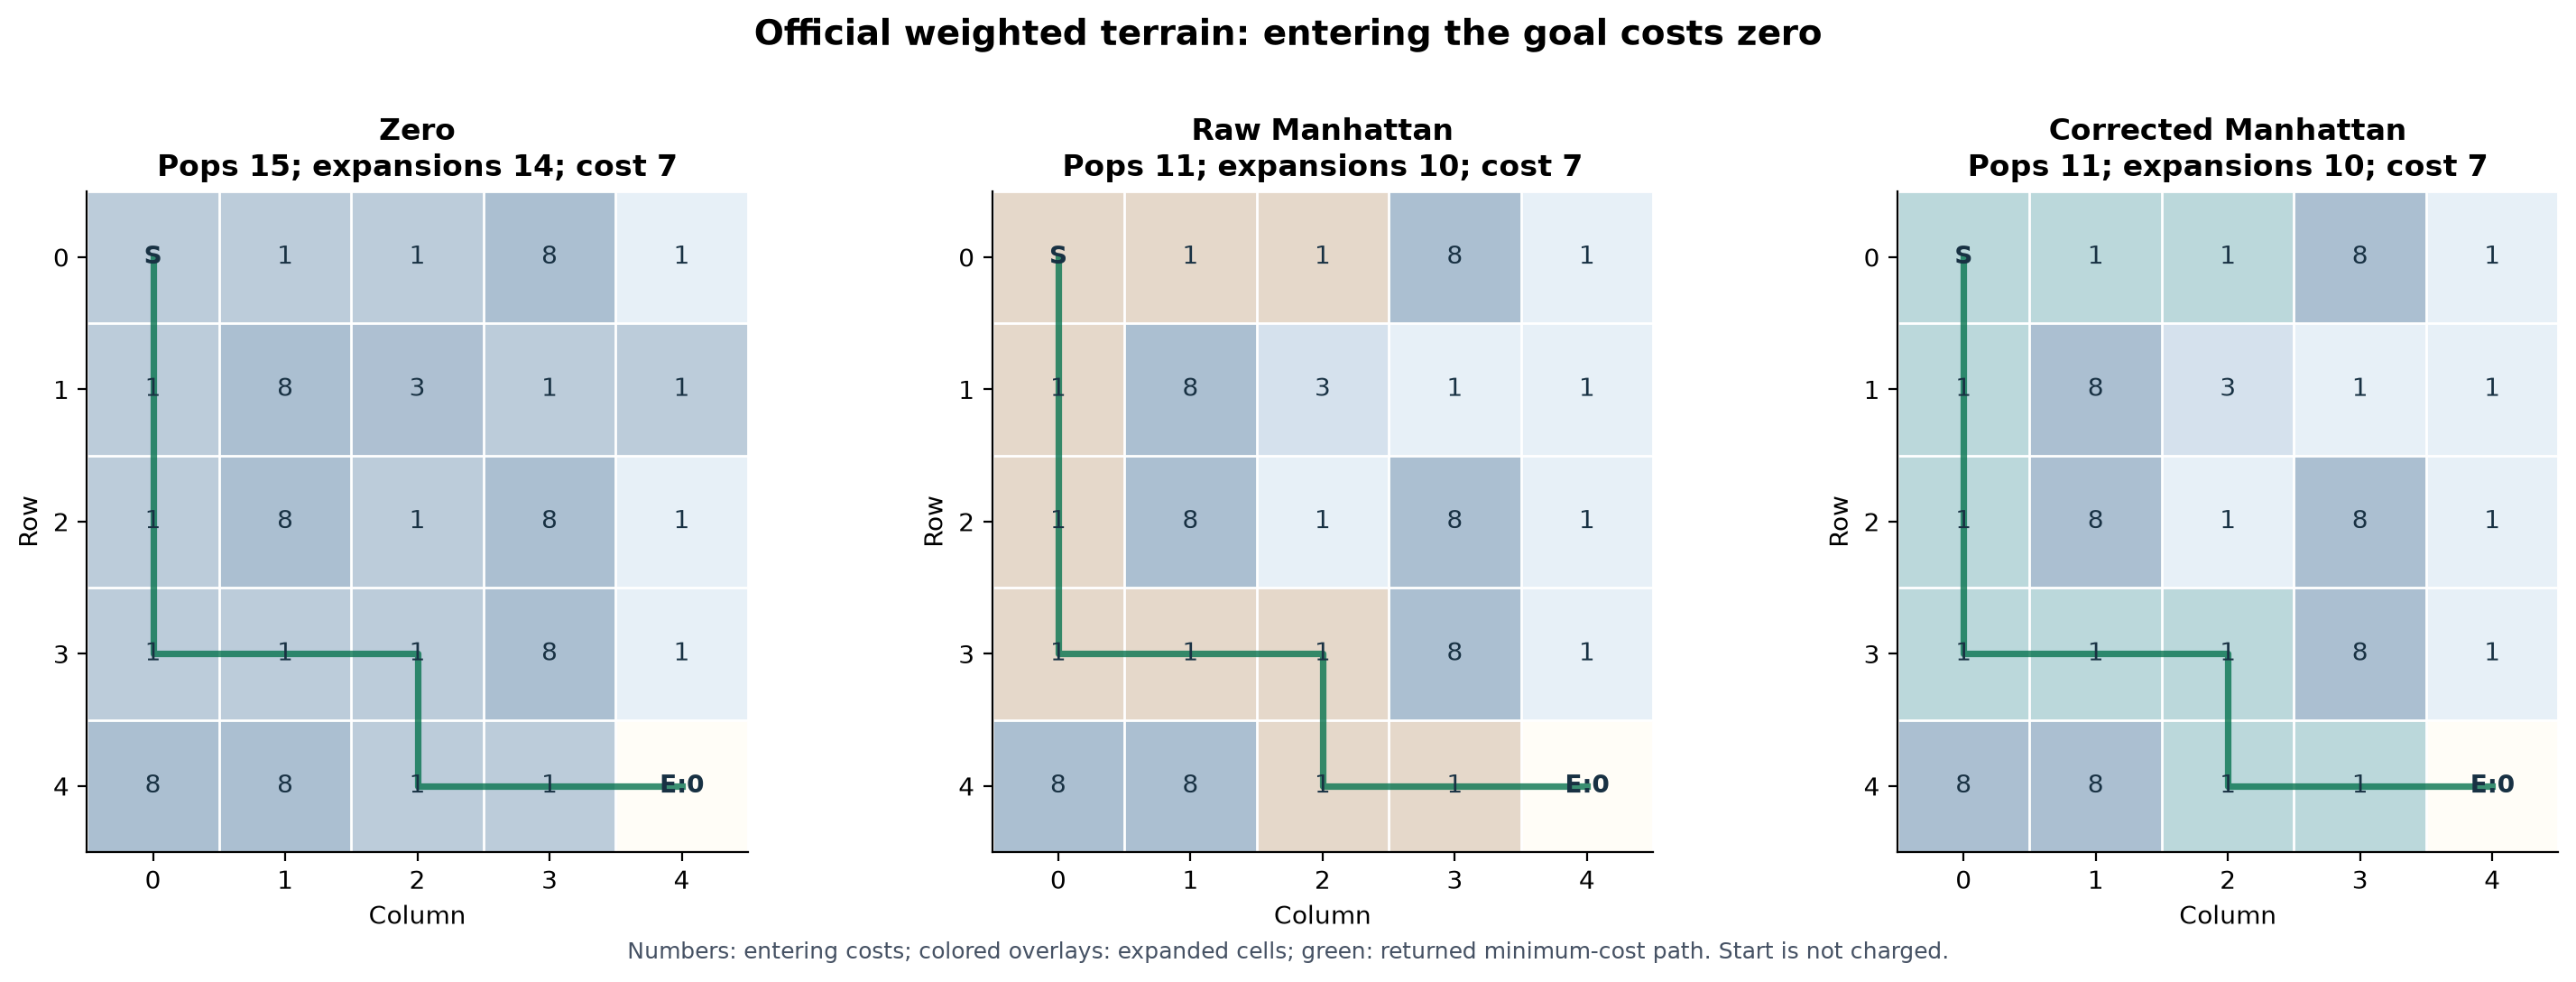 Official weighted terrain: entering the goal costs zero
Zero
Pops 15; expansions 14; cost 7
Row
0 S 1 1 8 1
1 1 8 3 1 1
2 1 8 1 8 1
3 1 1 1 8 1
4 8 8 1 1 E:0
0 1 2 3 4
Column
Raw Manhattan
Pops 11; expansions 10; cost 7
Row
0 S 1 1 8 1
1 1 8 3 1 1
2 1 8 1 8 1
3 1 1 1 8 1
4 8 8 1 1 E:0
0 1 2 3 4
Column
Corrected Manhattan
Pops 11; expansions 10; cost 7
Row
0 S 1 1 8 1
1 1 8 3 1 1
2 1 8 1 8 1
3 1 1 1 8 1
4 8 8 1 1 E:0
0 1 2 3 4
Column
Numbers: entering costs; colored overlays: expanded cells; green: returned minimum-cost path. Start is not charged.